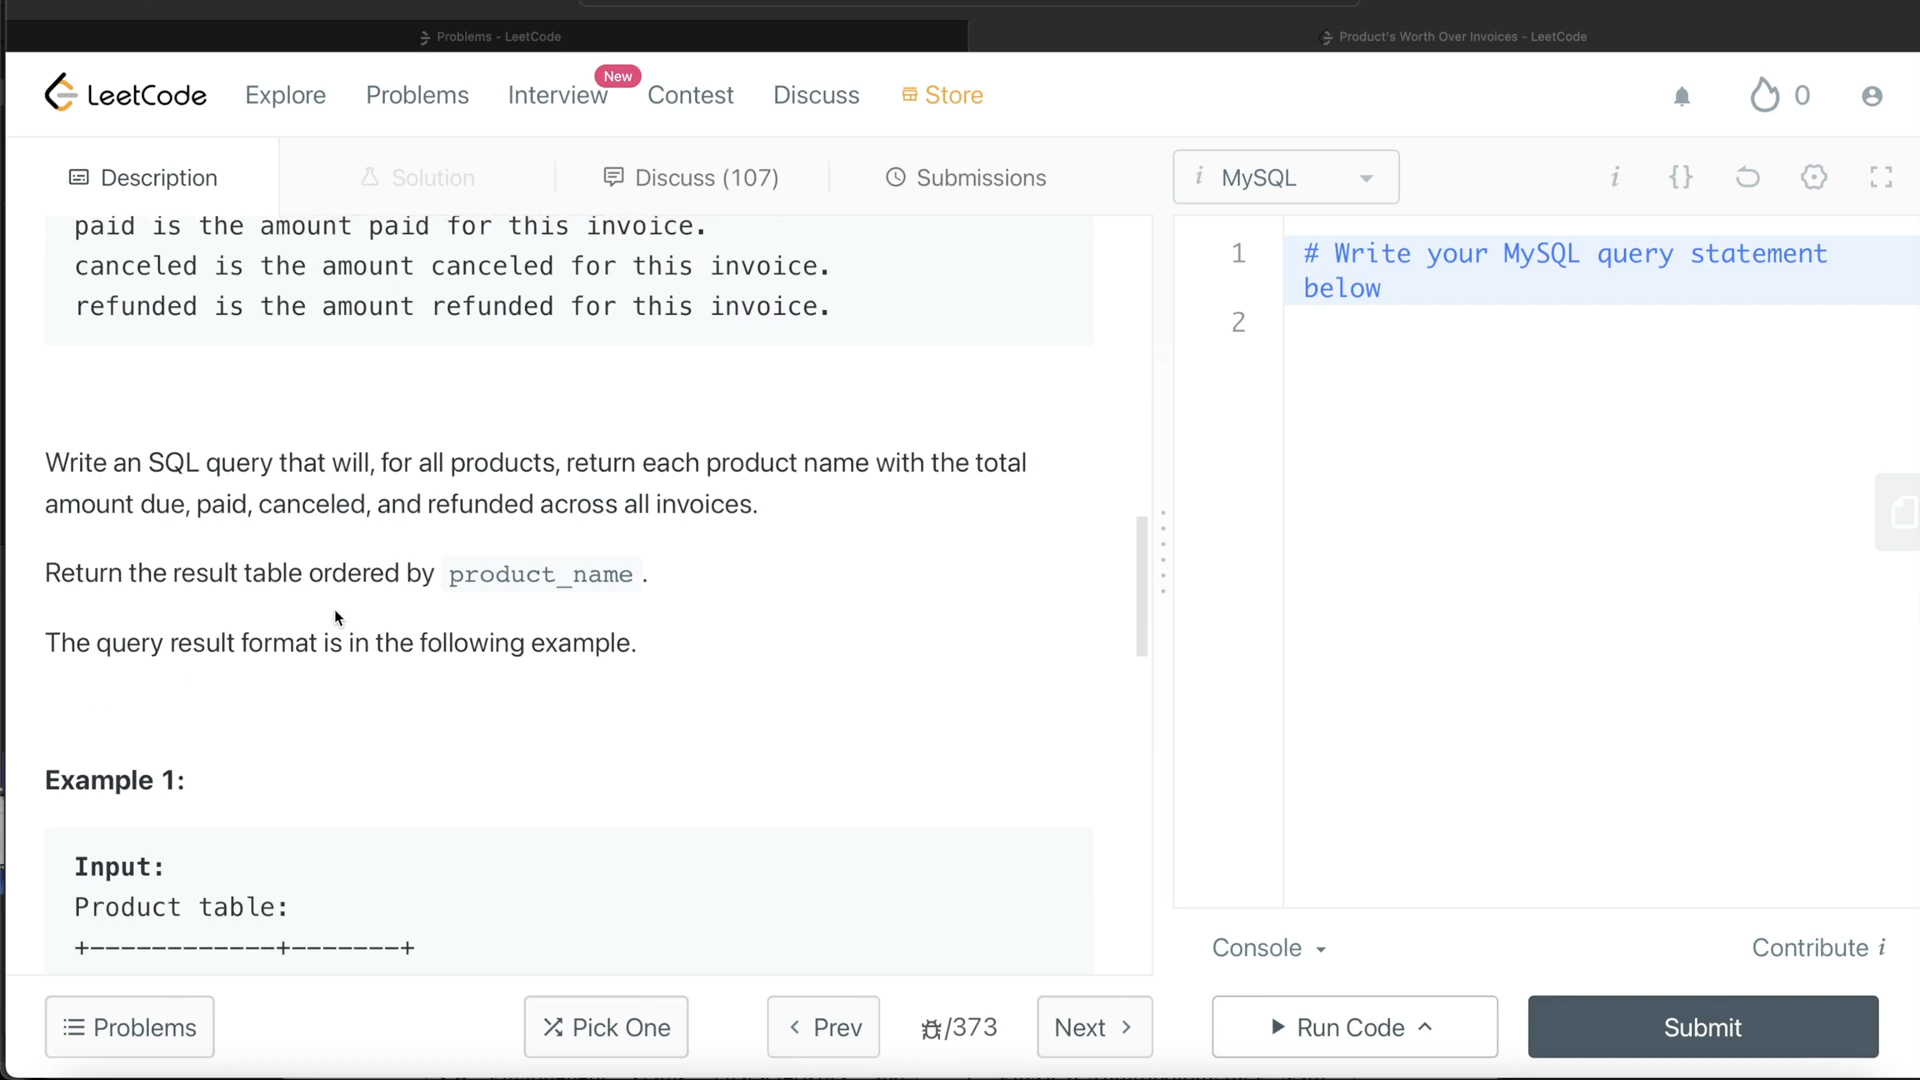 Problems - LeetCode
Product's Worth Over Invoices - LeetCode
LeetCode
Explore
Problems
Interview
New
Contest
Discuss
Store
0
Description
Solution
Discuss (107)
Submissions
i MySQL
i
{}
paid is the amount paid for this invoice.
canceled is the amount canceled for this invoice.
refunded is the amount refunded for this invoice.
Write an SQL query that will, for all products, return each product name with the total
amount due, paid, canceled, and refunded across all invoices.
Return the result table ordered by product_name .
The query result format is in the following example.
Example 1:
Input:
Product table:
+------------+-------+
1
# Write your MySQL query statement
below
2
Console
Contribute i
Problems
Pick One
Prev
/373
Next
Run Code
Submit